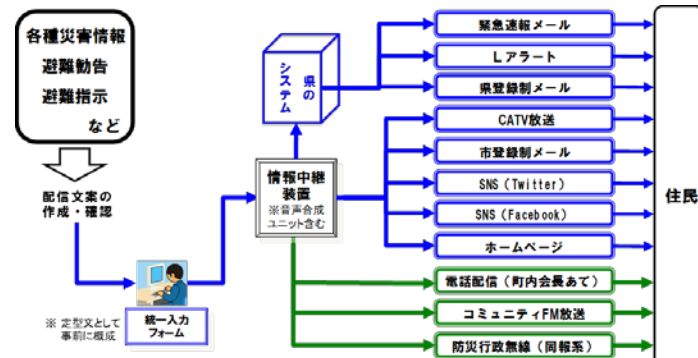 各種災害情報
避難勧告
避難指示
など
配信文案の
作成・確認
※ 定型文として
事前に概成
統一入力
フォーム
情報中継
装置
※音声合成
ユニット含む
県の
システム
緊急速報メール
Lアラート
県登録制メール
CATV放送
市登録制メール
SNS（Twitter）
SNS（Facebook）
ホームページ
電話配信（町内会長あて）
コミュニティFM放送
防災行政無線（同報系）
住民